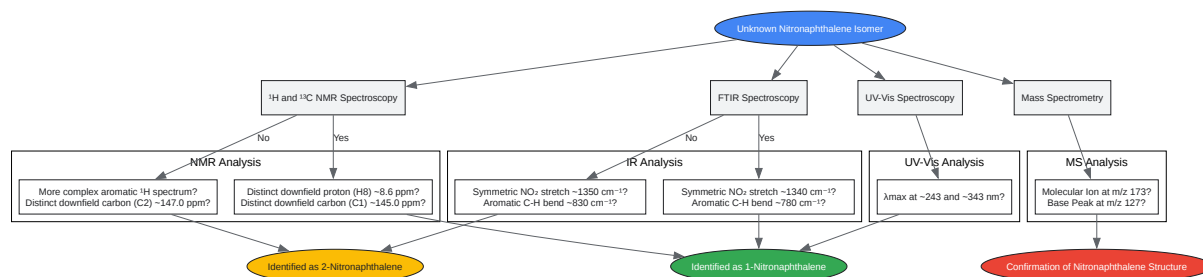 Unknown Nitronaphthalene Isomer
¹H and ¹³C NMR Spectroscopy
FTIR Spectroscopy
UV-Vis Spectroscopy
Mass Spectrometry
No
Yes
No
Yes
NMR Analysis
IR Analysis
UV-Vis Analysis
MS Analysis
More complex aromatic ¹H spectrum?
Distinct downfield carbon (C2) ~147.0 ppm?
Distinct downfield proton (H8) ~8.6 ppm?
Distinct downfield carbon (C1) ~145.0 ppm?
Symmetric NO₂ stretch ~1350 cm⁻¹?
Aromatic C-H bend ~830 cm⁻¹?
Symmetric NO₂ stretch ~1340 cm⁻¹?
Aromatic C-H bend ~780 cm⁻¹?
λmax at ~243 and ~343 nm?
Molecular Ion at m/z 173?
Base Peak at m/z 127?
Identified as 2-Nitronaphthalene
Identified as 1-Nitronaphthalene
Confirmation of Nitronaphthalene Structure